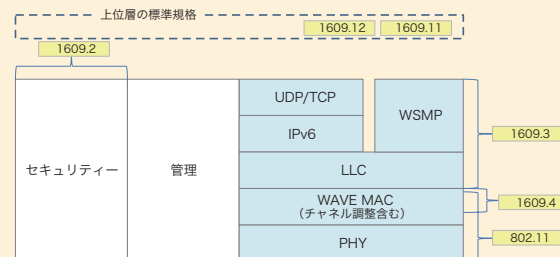 上位層の標準規格
1609.12
1609.11
1609.2
UDP/TCP
WSMP
IPv6
1609.3
セキュリティー
管理
LLC
WAVE MAC
（チャネル調整含む）
1609.4
PHY
802.11